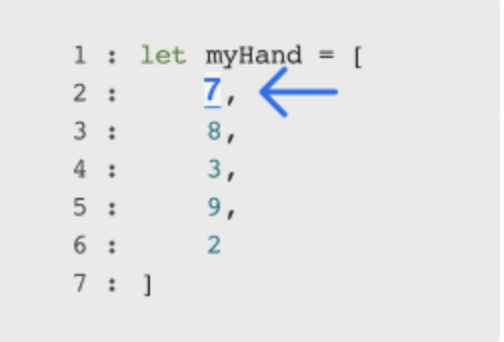 1 : let myHand = [
2 :     7,
3 :     8,
4 :     3,
5 :     9,
6 :     2
7 : ]